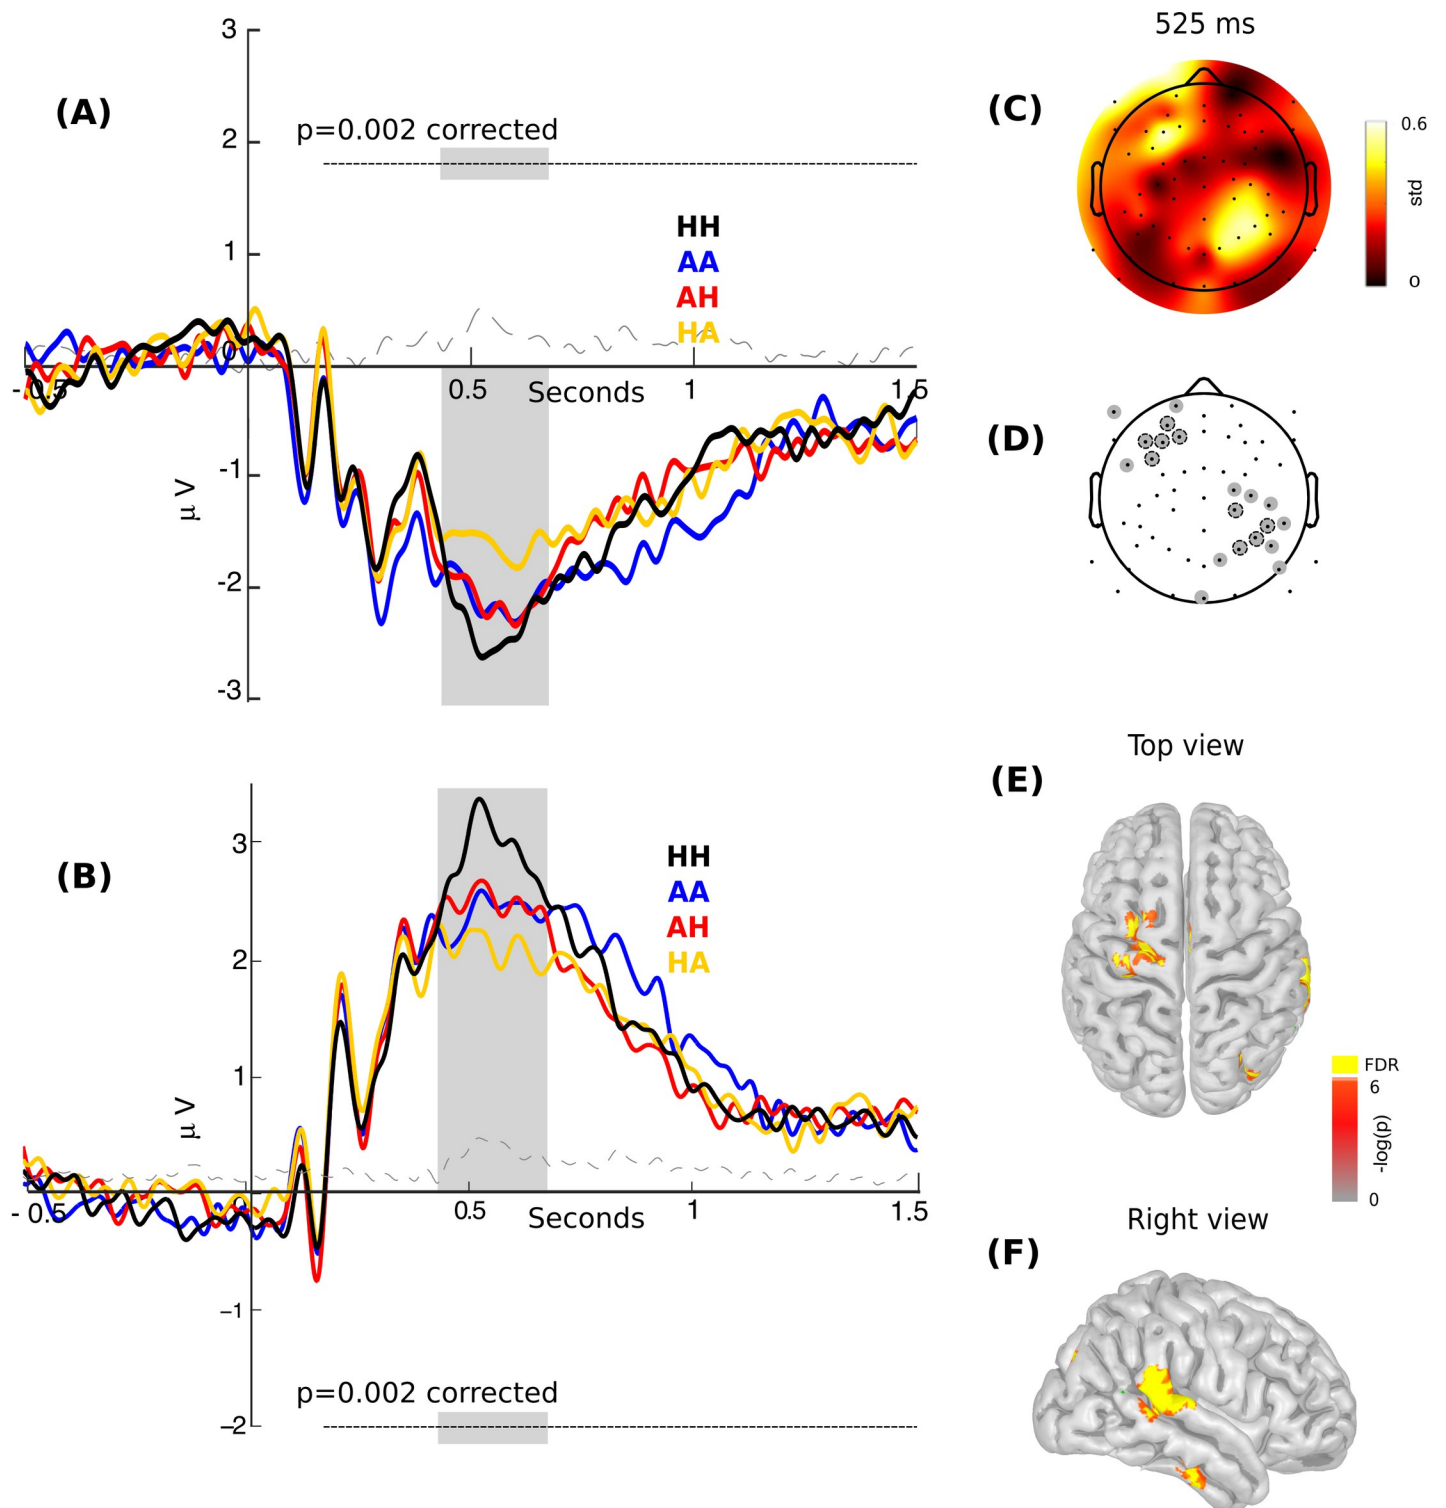 (A)
3
2
1
0
-1
-2
-3
μ V
p=0.002 corrected
HH
AA
AH
HA
- 0.5
0.5
Seconds
1
1.5
(B)
3
2
1
0
−1
−2
μ V
HH
AA
AH
HA
- 0.5
0.5
Seconds
1
1.5
p=0.002 corrected
525 ms
(C)
0.6
std
0
(D)
Top view
(E)
FDR
6
-log(p)
0
Right view
(F)